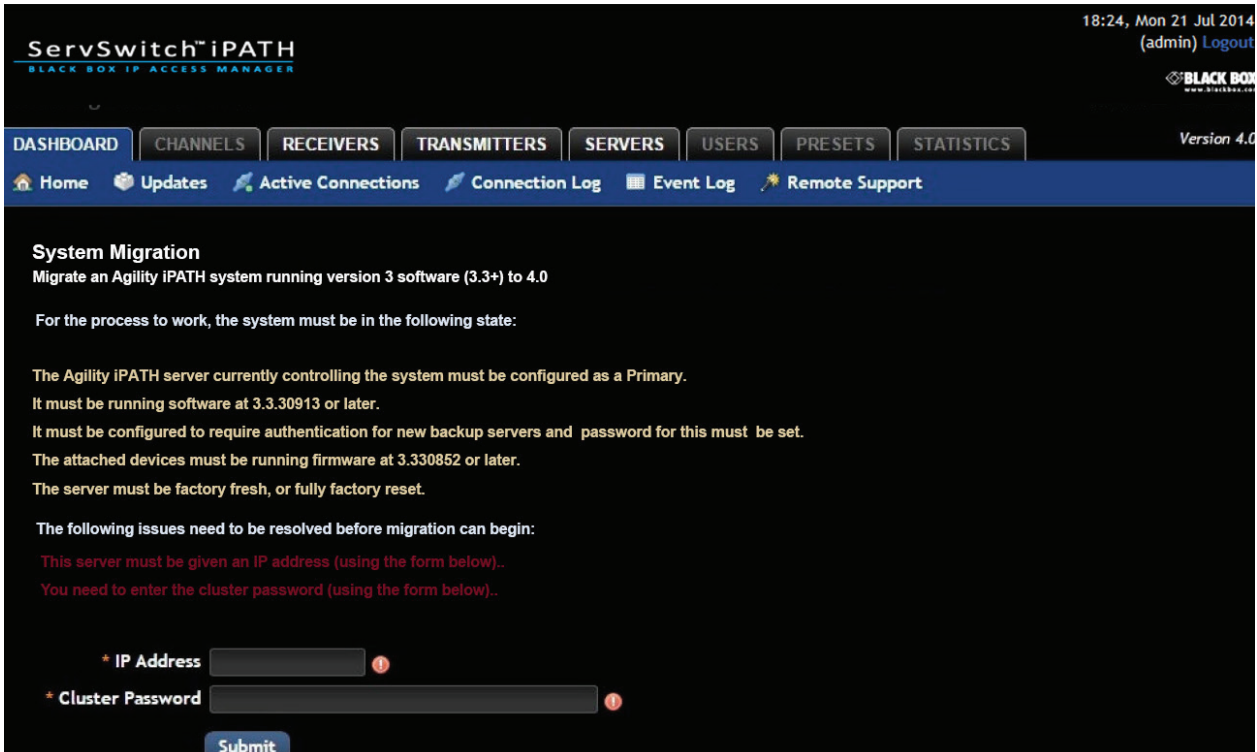 18:24, Mon 21 Jul 2014
(admin) Logout
ServSwitch™iPATH
BLACK BOX IP ACCESS MANAGER
BLACK BOX
DASHBOARD CHANNELS RECEIVERS TRANSMITTERS SERVERS USERS PRESETS STATISTICS
Version 4.0
Home Updates Active Connections Connection Log Event Log Remote Support
System Migration
Migrate an Agility iPATH system running version 3 software (3.3+) to 4.0
For the process to work, the system must be in the following state:
The Agility iPATH server currently controlling the system must be configured as a Primary.
It must be running software at 3.3.30913 or later.
It must be configured to require authentication for new backup servers and password for this must be set.
The attached devices must be running firmware at 3.330852 or later.
The server must be factory fresh, or fully factory reset.
The following issues need to be resolved before migration can begin:
This server must be given an IP address (using the form below)..
You need to enter the cluster password (using the form below)..
* IP Address
* Cluster Password
Submit